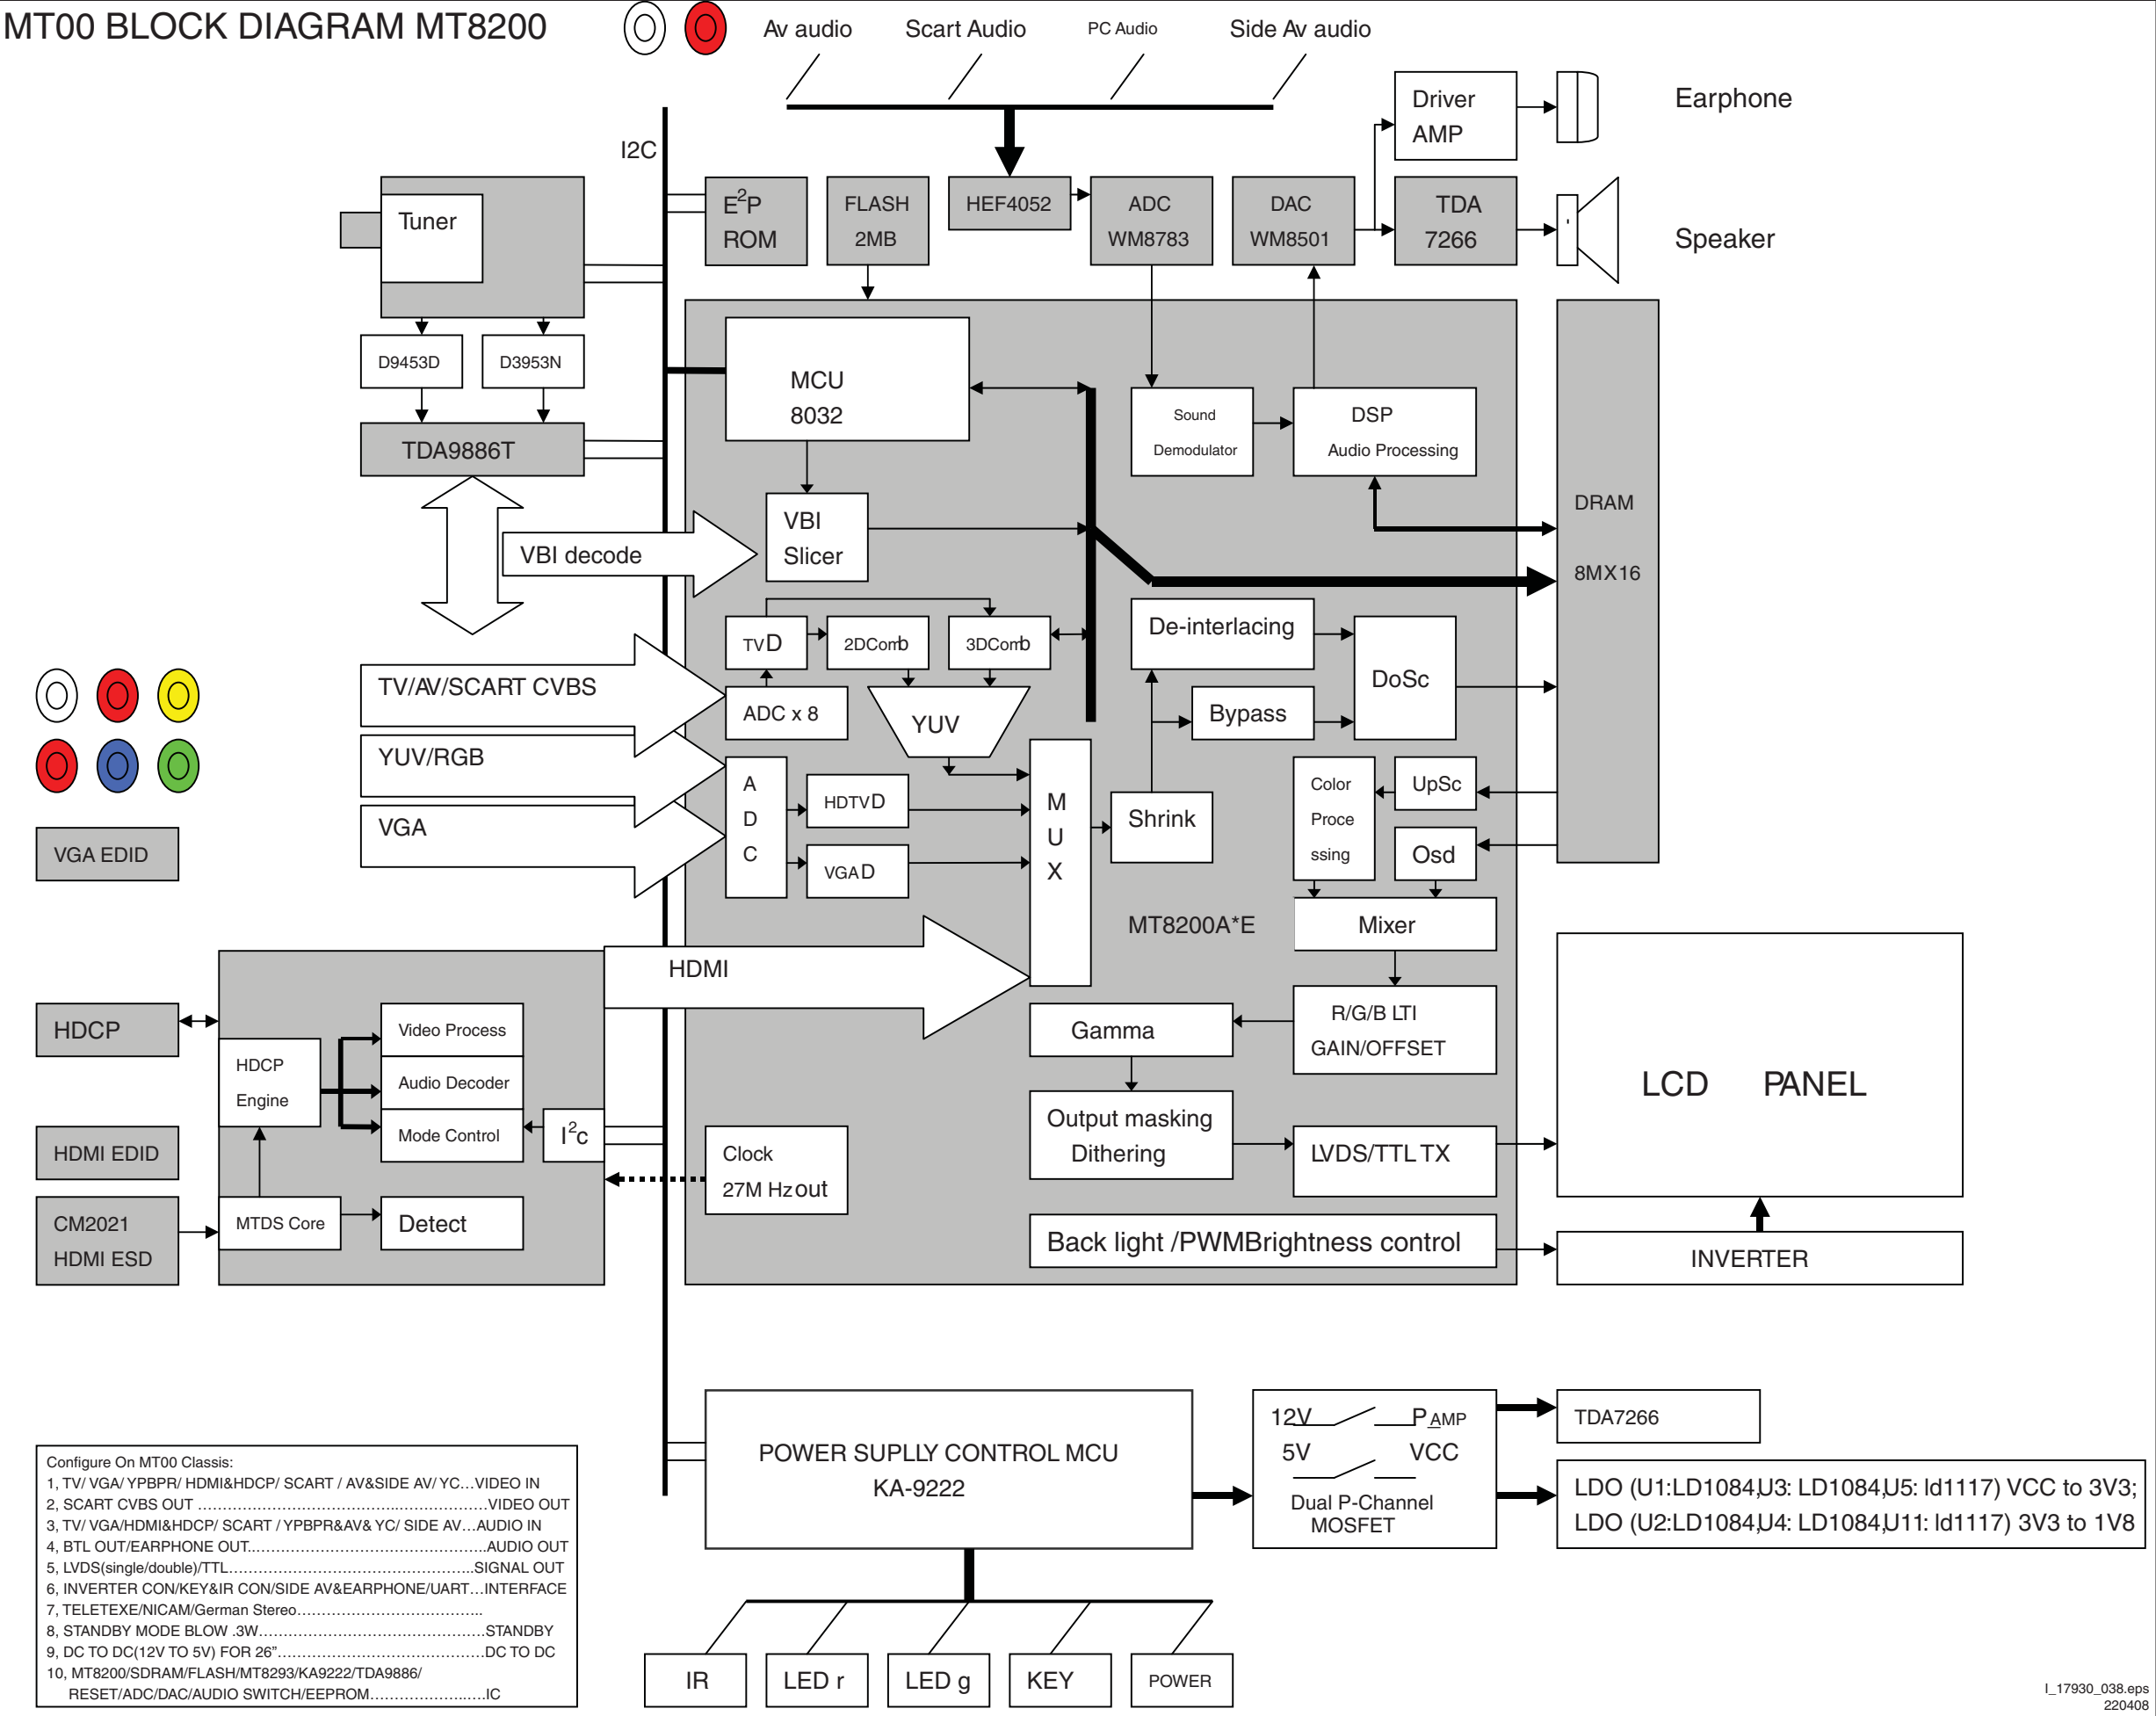 MT00 BLOCK DIAGRAM MT8200
Av audio
Scart Audio
PC Audio
Side Av audio
Driver
AMP
Earphone
I2C
Tuner
E²P
ROM
FLASH
2MB
HEF4052
ADC
WM8783
DAC
WM8501
TDA
7266
Speaker
D9453D
D3953N
TDA9886T
MCU
8032
Sound
Demodulator
DSP
Audio Processing
DRAM
8MX16
VBI decode
VBI
Slicer
TVD
2DComb
3DComb
De-interlacing
DoSc
TV/AV/SCART CVBS
ADC x 8
YUV
Bypass
YUV/RGB
A
D
C
HDTVD
M
U
X
Shrink
Color
Proce
ssing
UpSc
VGA
VGAD
Osd
VGA EDID
MT8200A*E
Mixer
HDMI
HDCP
HDCP
Engine
Video Process
Audio Decoder
Mode Control
I²c
Gamma
R/G/B LTI
GAIN/OFFSET
LCD PANEL
HDMI EDID
Clock
27M Hz out
Output masking
Dithering
LVDS/TTL TX
CM2021
HDMI ESD
MTDS Core
Detect
Back light /PWMBrightness control
INVERTER
POWER SUPLLY CONTROL MCU
KA-9222
12V P_AMP
5V VCC
Dual P-Channel
MOSFET
TDA7266
LDO (U1:LD1084,U3: LD1084,U5: ld1117) VCC to 3V3;
LDO (U2:LD1084,U4: LD1084,U11: ld1117) 3V3 to 1V8
IR
LED r
LED g
KEY
POWER
Configure On MT00 Classis:
1, TV/ VGA/ YPBPR/ HDMI&HDCP/ SCART / AV&SIDE AV/ YC...VIDEO IN
2, SCART CVBS OUT ..........VIDEO OUT
3, TV/ VGA/HDMI&HDCP/ SCART / YPBPR&AV& YC/ SIDE AV...AUDIO IN
4, BTL OUT/EARPHONE OUT..........AUDIO OUT
5, LVDS(single/double)/TTL..........SIGNAL OUT
6, INVERTER CON/KEY&IR CON/SIDE AV&EARPHONE/UART...INTERFACE
7, TELETEXE/NICAM/German Stereo..........
8, STANDBY MODE BLOW .3W..........STANDBY
9, DC TO DC(12V TO 5V) FOR 26”..........DC TO DC
10, MT8200/SDRAM/FLASH/MT8293/KA9222/TDA9886/
RESET/ADC/DAC/AUDIO SWITCH/EEPROM..........IC
I_17930_038.eps
220408